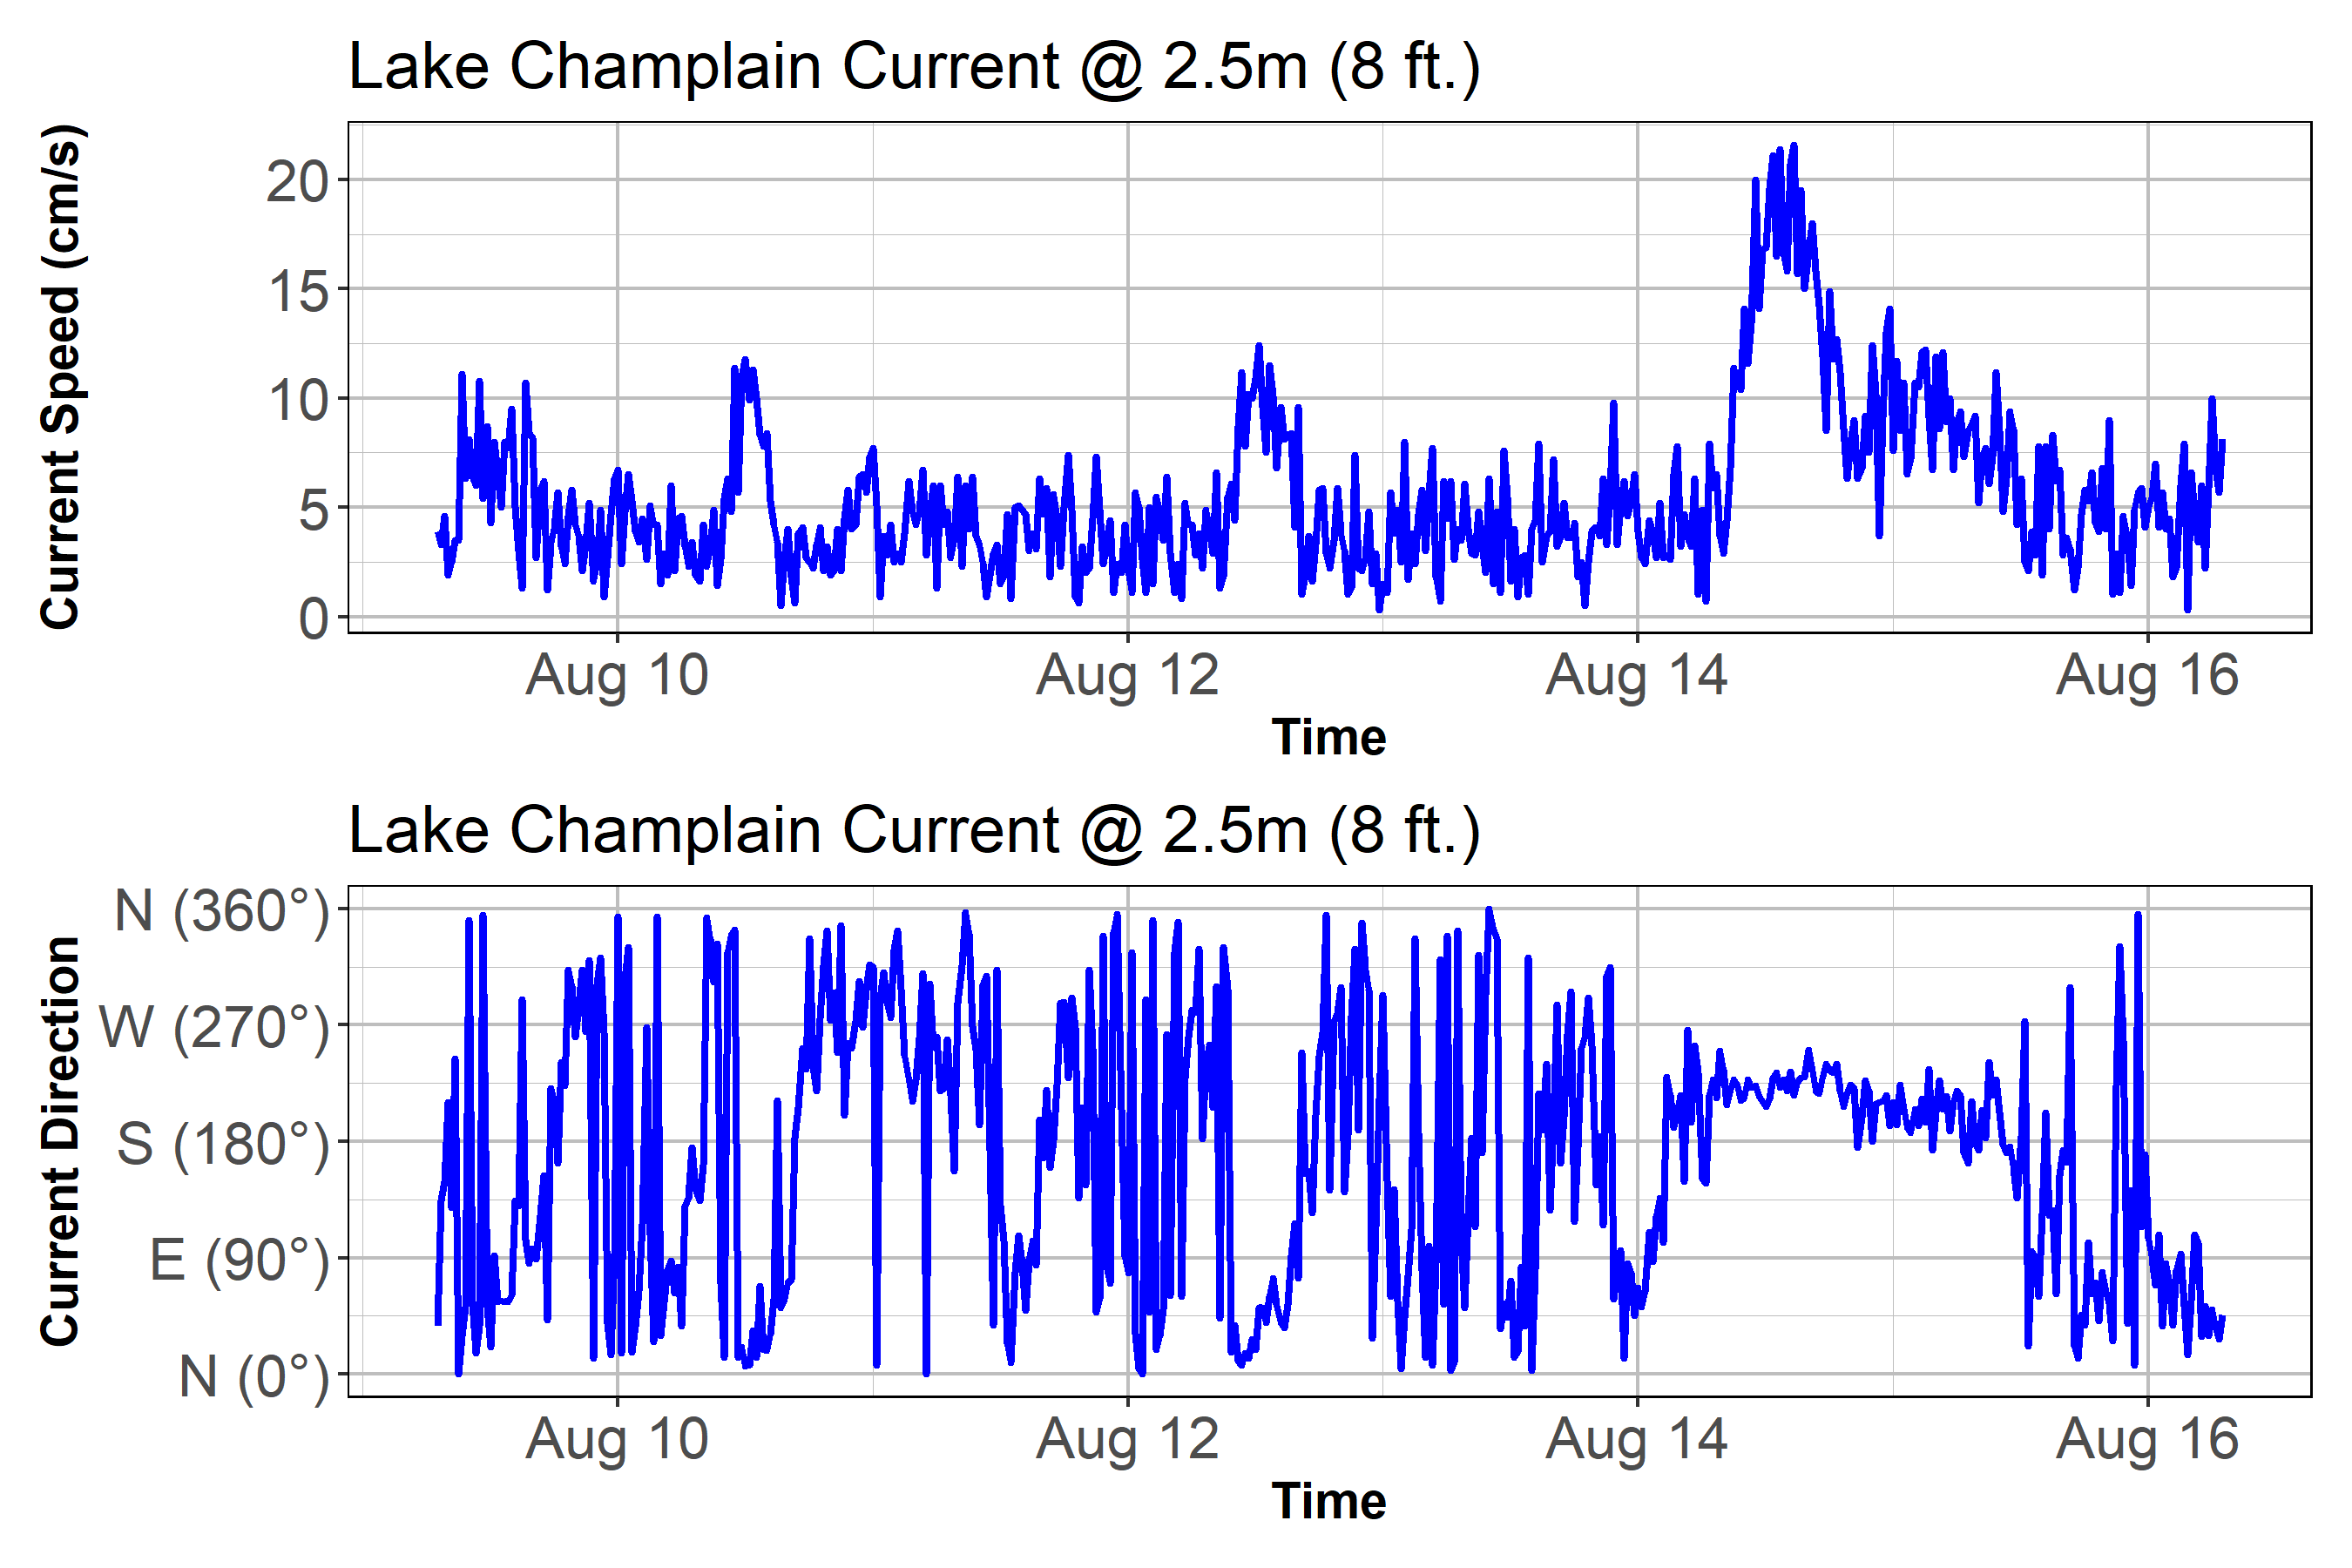 Lake Champlain Current @ 2.5m (8 ft.)
Current Speed (cm/s)
20
15
10
5
0
Aug 10 Aug 12 Aug 14 Aug 16
Time
Lake Champlain Current @ 2.5m (8 ft.)
Current Direction
N (360°)
W (270°)
S (180°)
E (90°)
N (0°)
Aug 10 Aug 12 Aug 14 Aug 16
Time